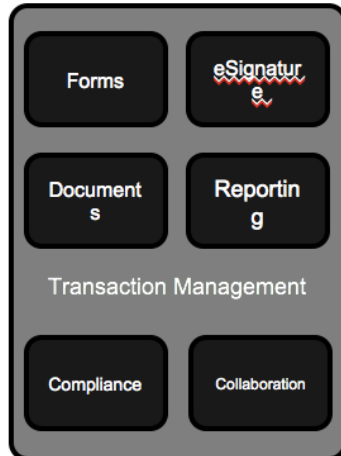 Forms
eSignatur
e
Document
s
Reportin
g
Transaction Management
Compliance
Collaboration